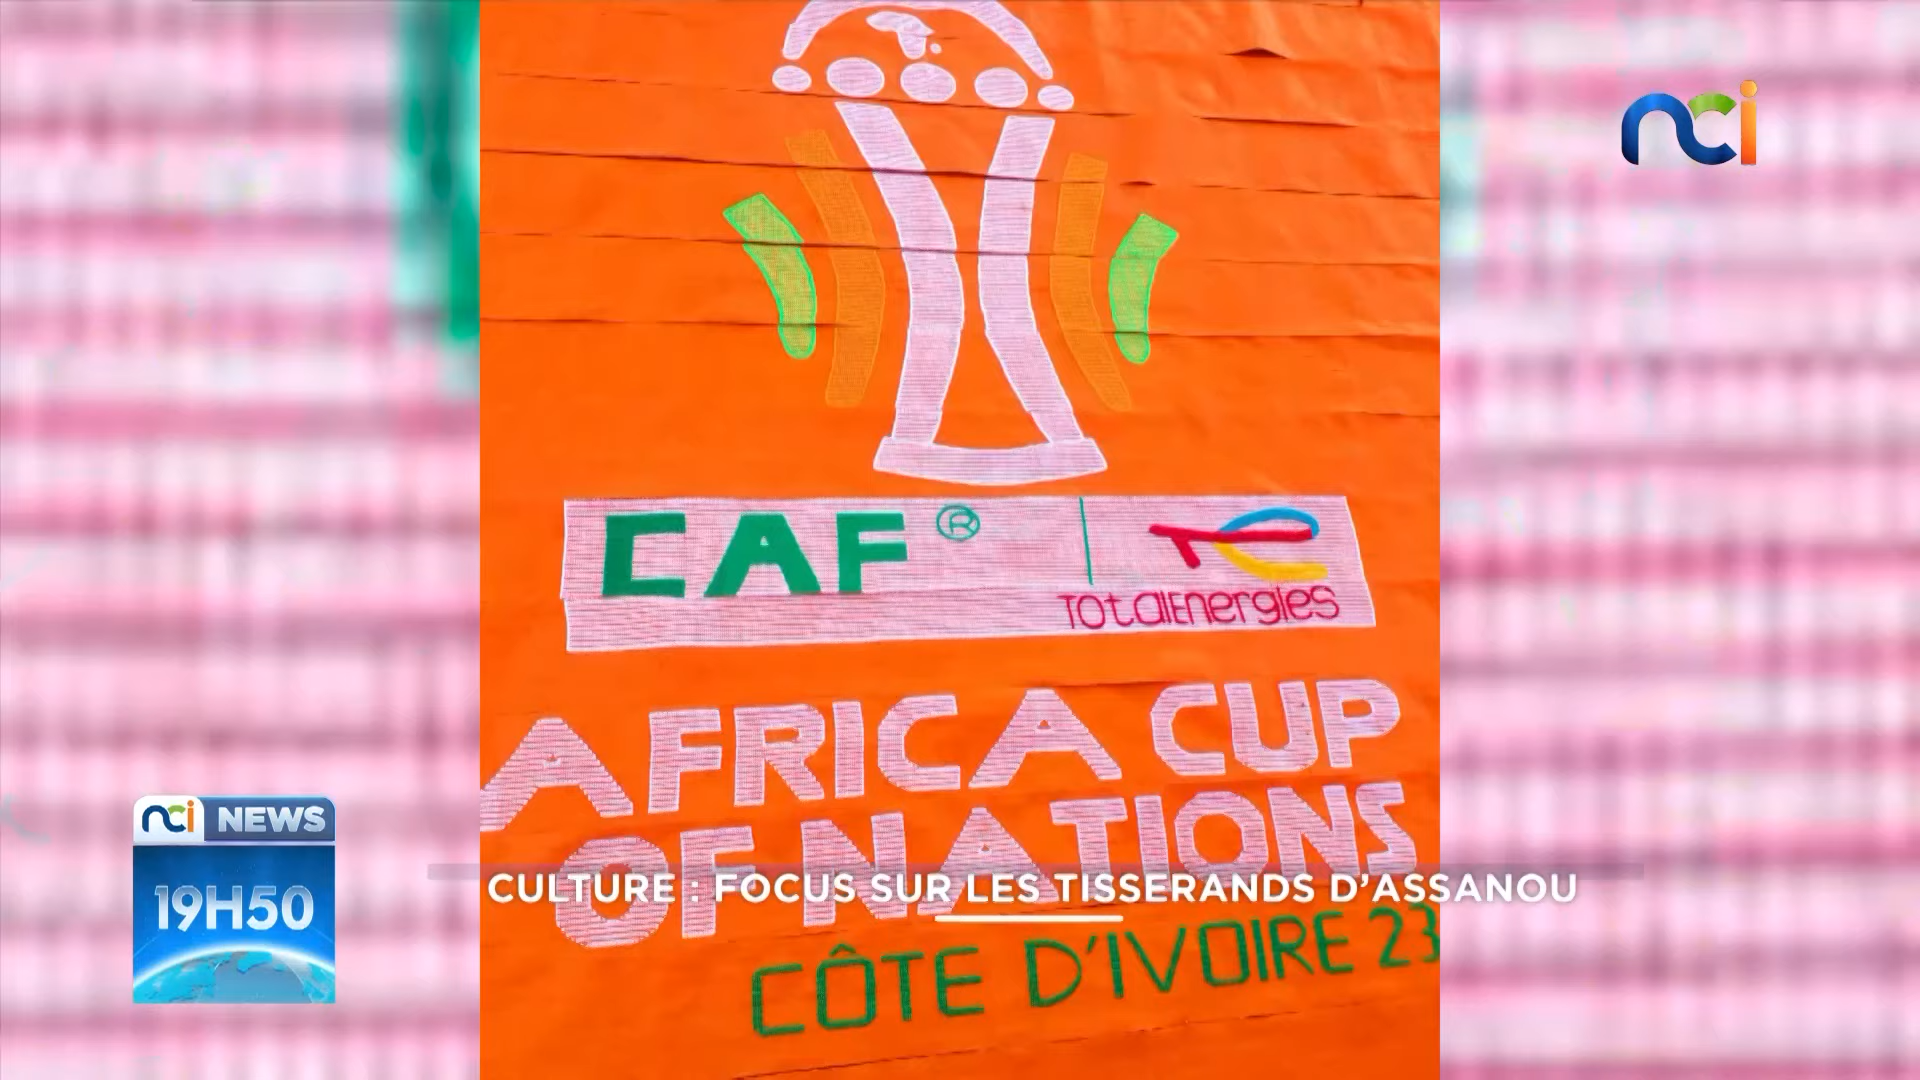 nci
CAF ®
TotalEnergies
AFRICA CUP
OF NATIONS
CÔTE D'IVOIRE 23
nci NEWS
19H50
CULTURE : FOCUS SUR LES TISSERANDS D'ASSANOU